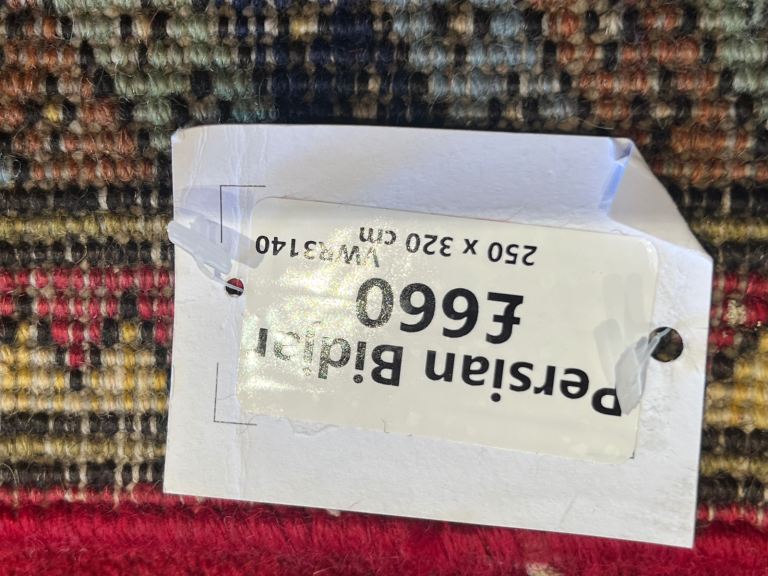 Persian Bidjar
£660
250 x 320 cm
VWR3140